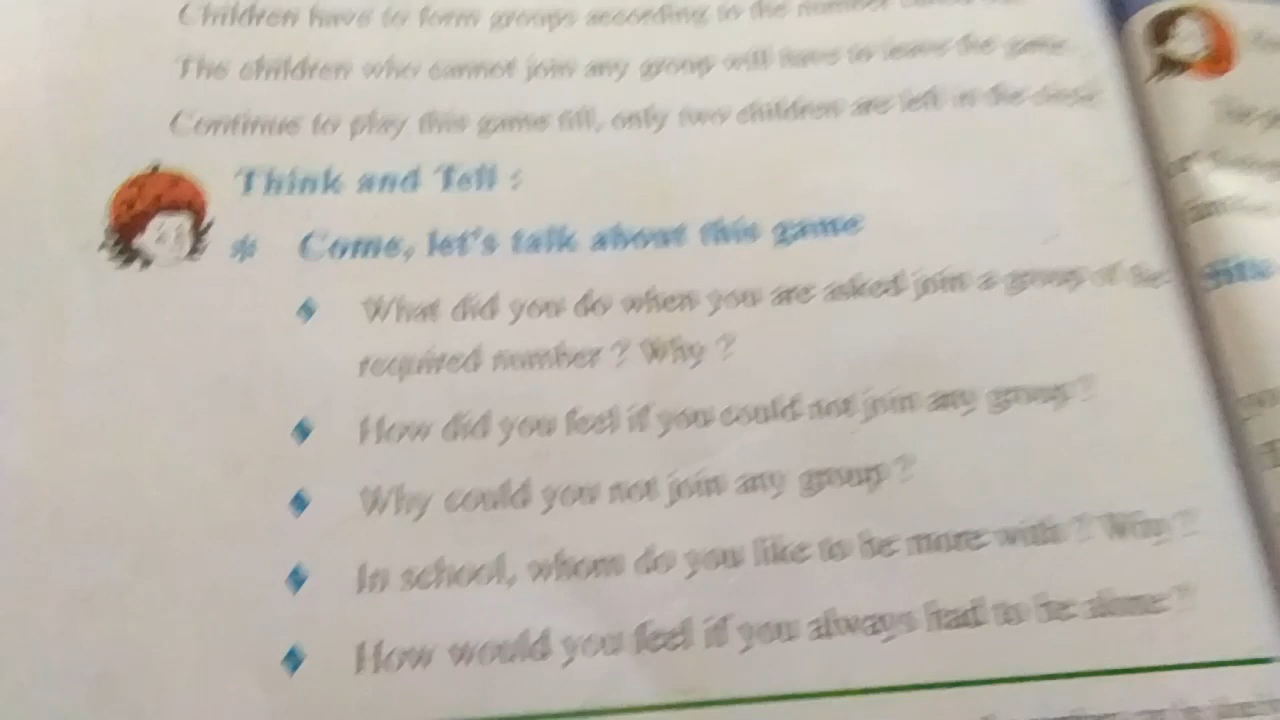 Children have to form groups according to the number
The children who cannot join any group will have to leave the game.
Continue to play this game till, only two children are left in the
Think and Tell :
* Come, let's talk about this game
What did you do when you are asked join a group of the
required number ? Why ?
How did you feel if you could not join any group ?
Why could you not join any group ?
In school, whom do you like to be more with ? Why ?
How would you feel if you always had to be alone ?